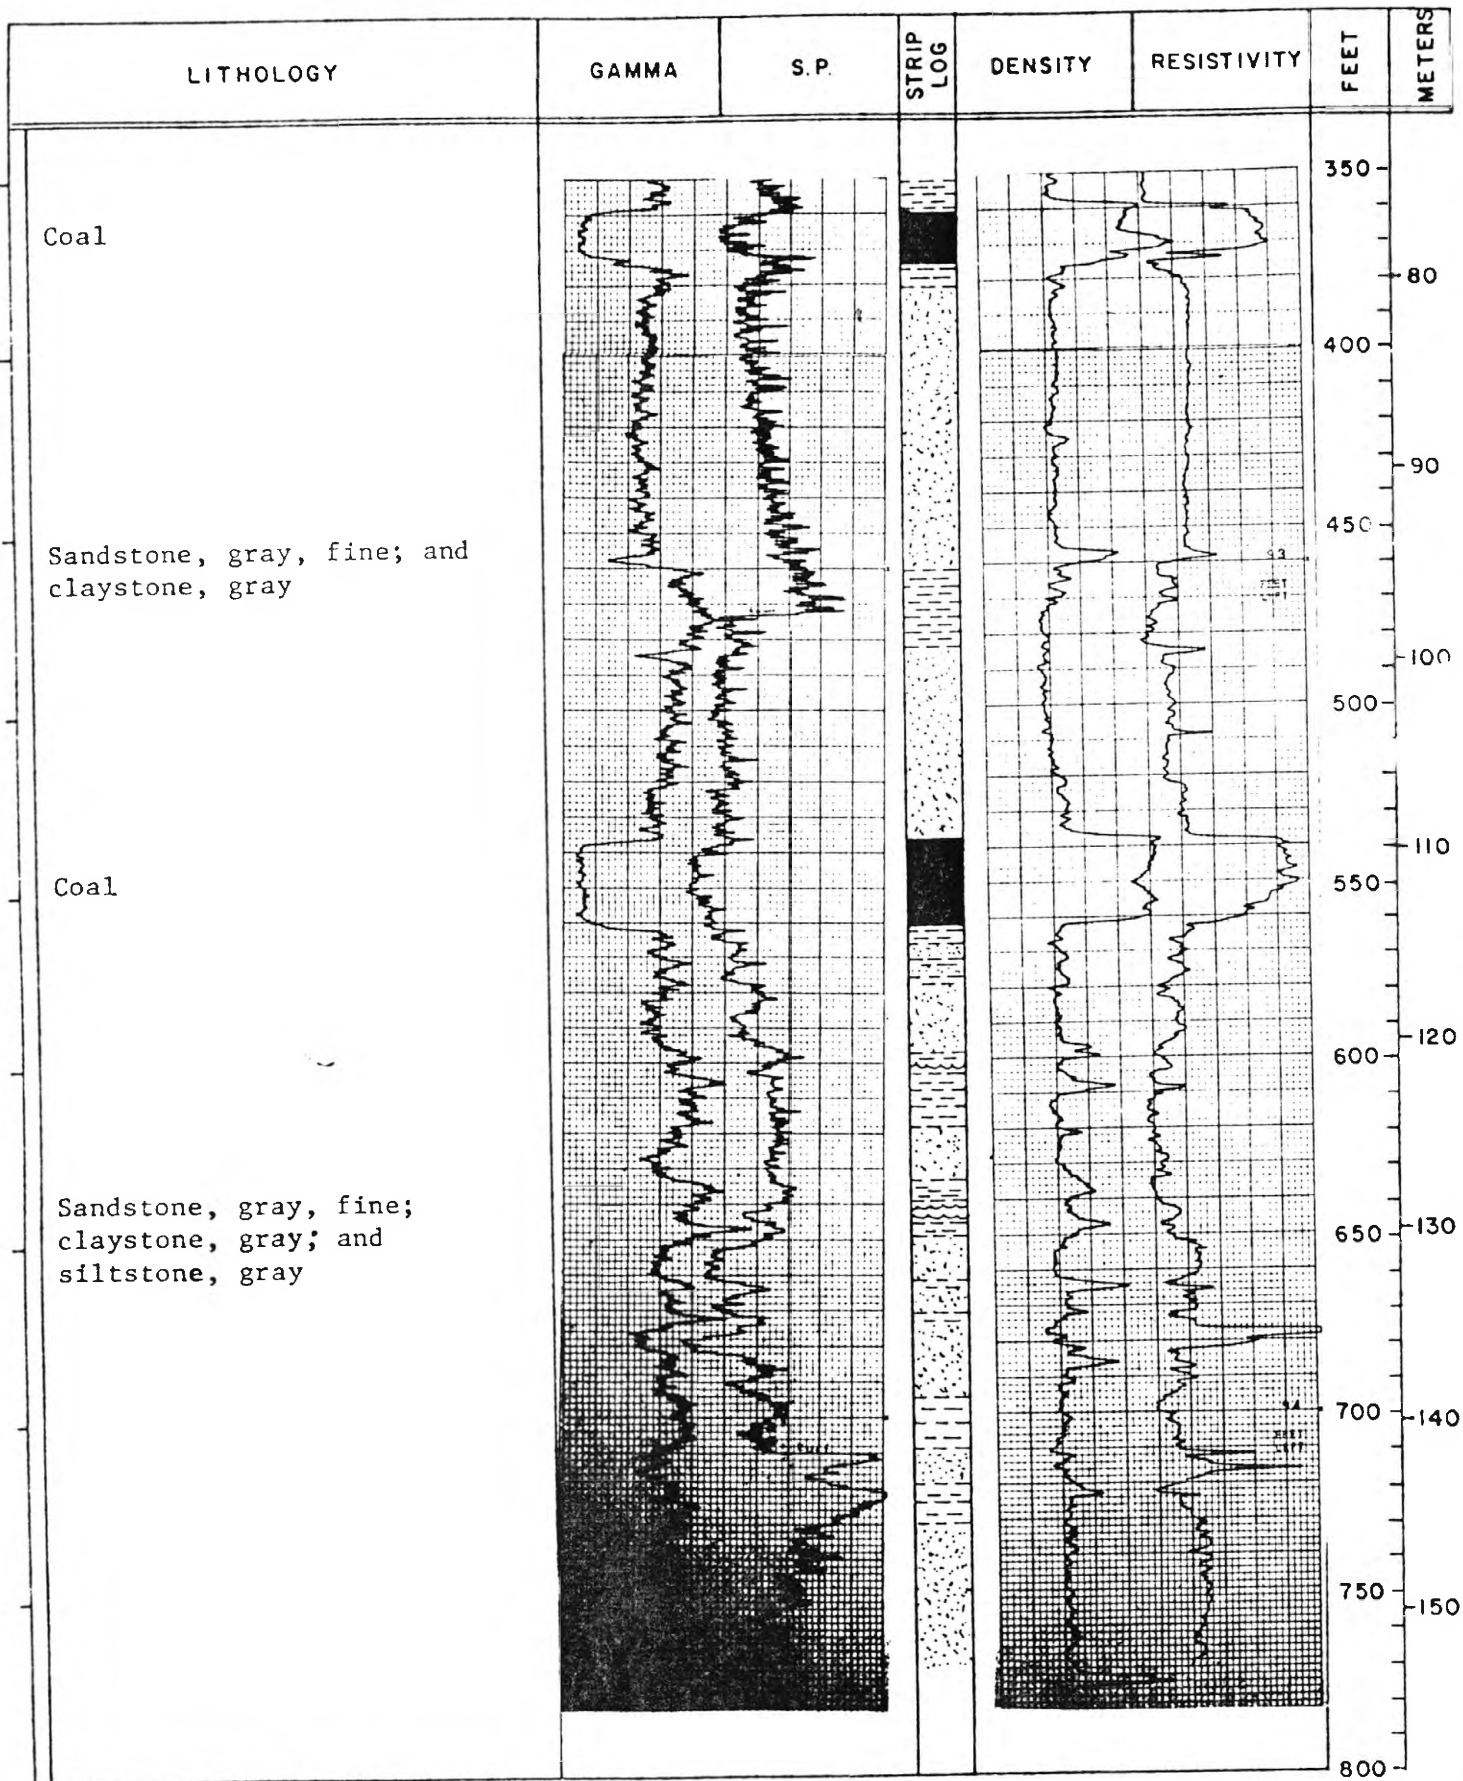 LITHOLOGY
GAMMA
S.P.
STRIP LOG
DENSITY
RESISTIVITY
FEET
METERS
350
Coal
80
400
90
450
93
Sandstone, gray, fine; and
claystone, gray
100
500
110
Coal
550
120
600
Sandstone, gray, fine;
claystone, gray; and
siltstone, gray
650
130
94
700
140
750
150
800